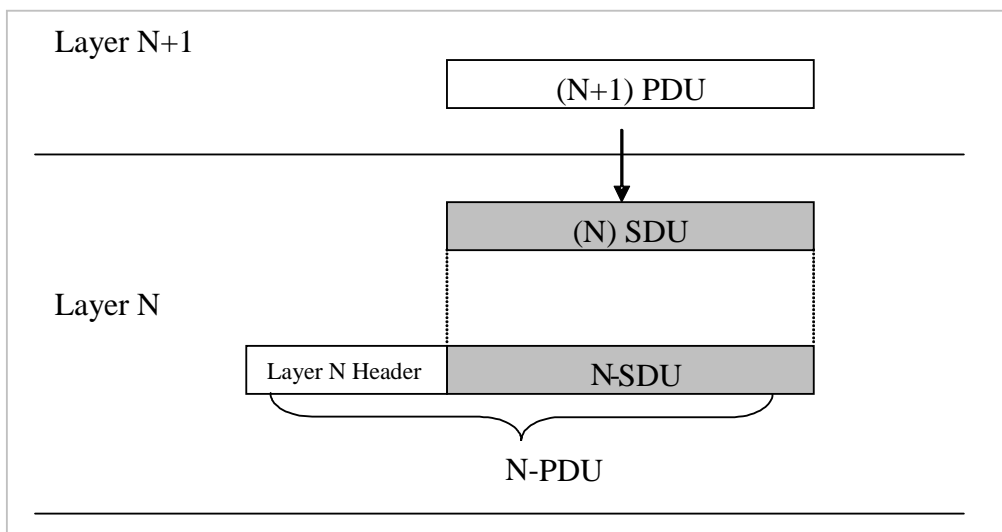 Layer N+1
(N+1) PDU
(N) SDU
Layer N
Layer N Header
N-SDU
N-PDU